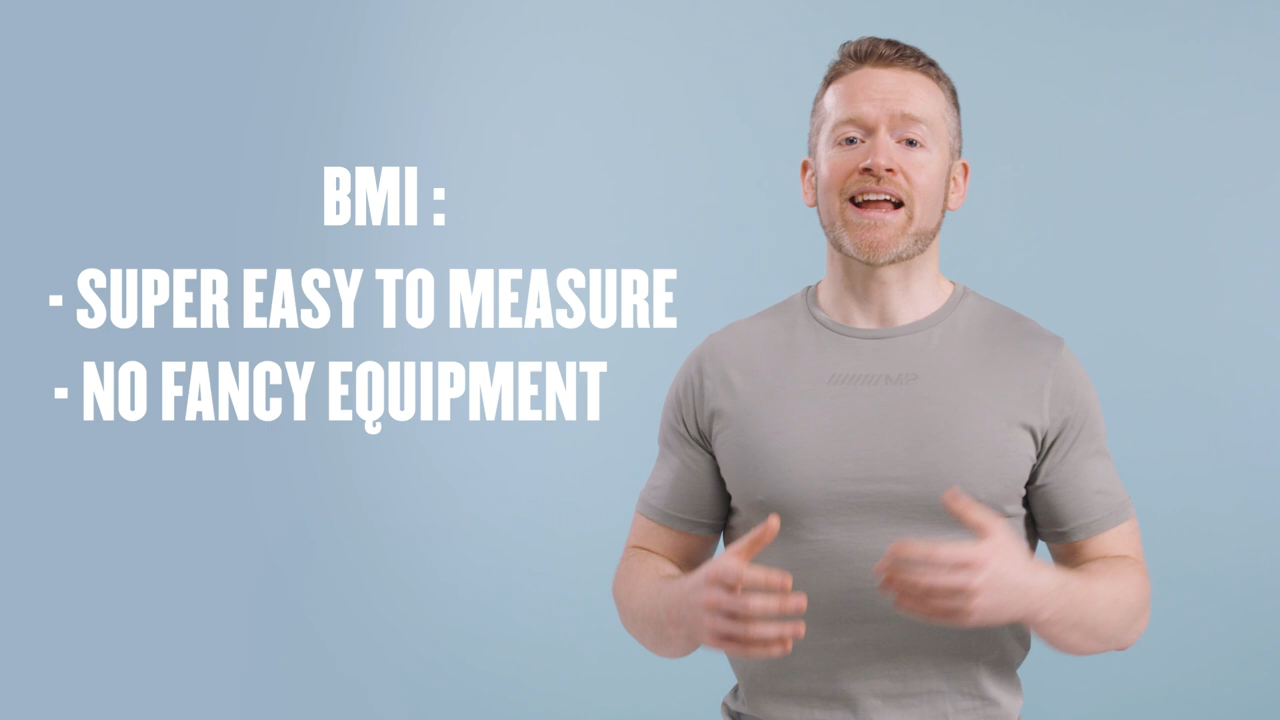 BMI :
- SUPER EASY TO MEASURE
- NO FANCY EQUIPMENT